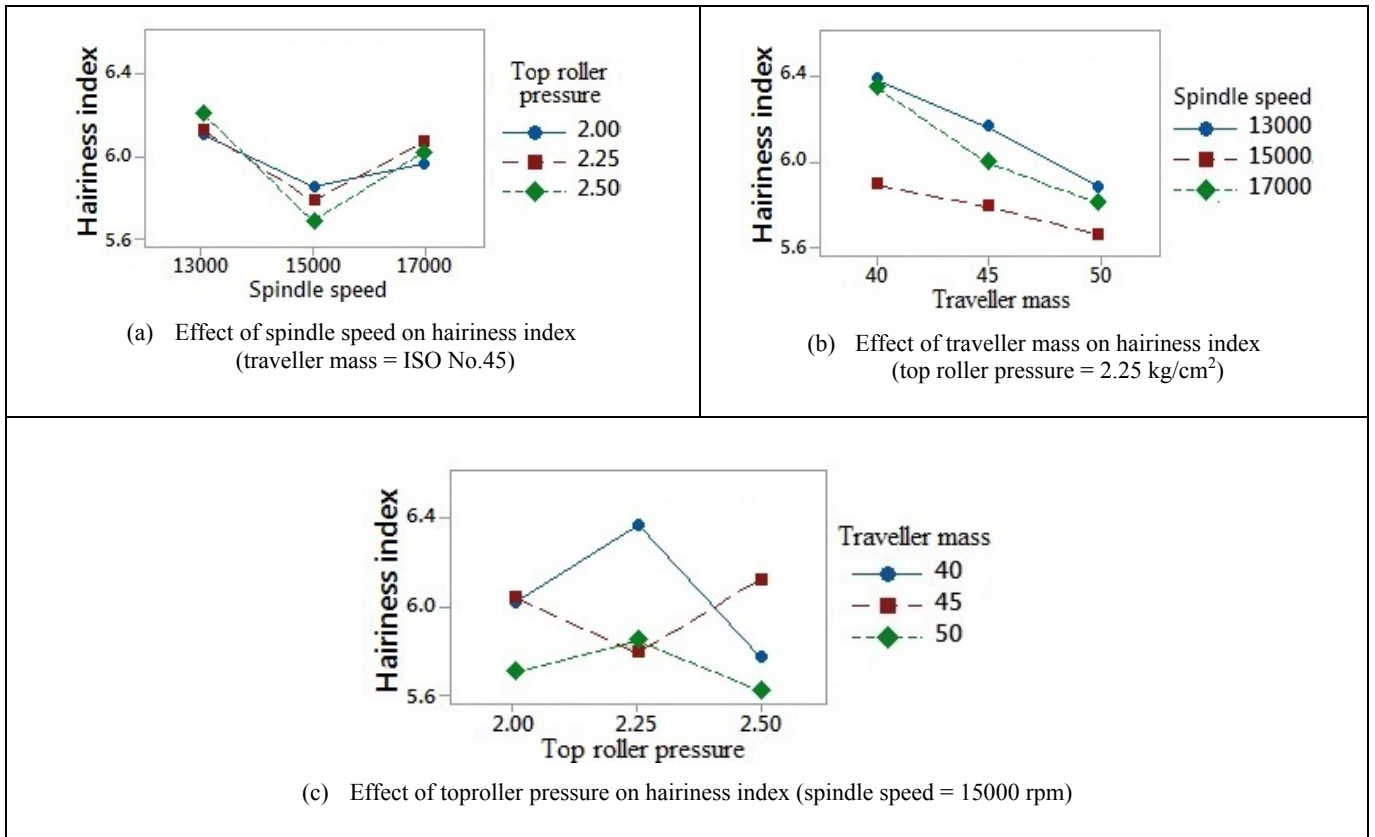 Hairiness index
6.4
6.0
5.6
13000 15000 17000
Spindle speed
Top roller
pressure
2.00
2.25
2.50
(a) Effect of spindle speed on hairiness index
(traveller mass = ISO No.45)
Hairiness index
6.4
6.0
5.6
40 45 50
Traveller mass
Spindle speed
13000
15000
17000
(b) Effect of traveller mass on hairiness index
(top roller pressure = 2.25 kg/cm²)
Hairiness index
6.4
6.0
5.6
2.00 2.25 2.50
Top roller pressure
Traveller mass
40
45
50
(c) Effect of toproller pressure on hairiness index (spindle speed = 15000 rpm)